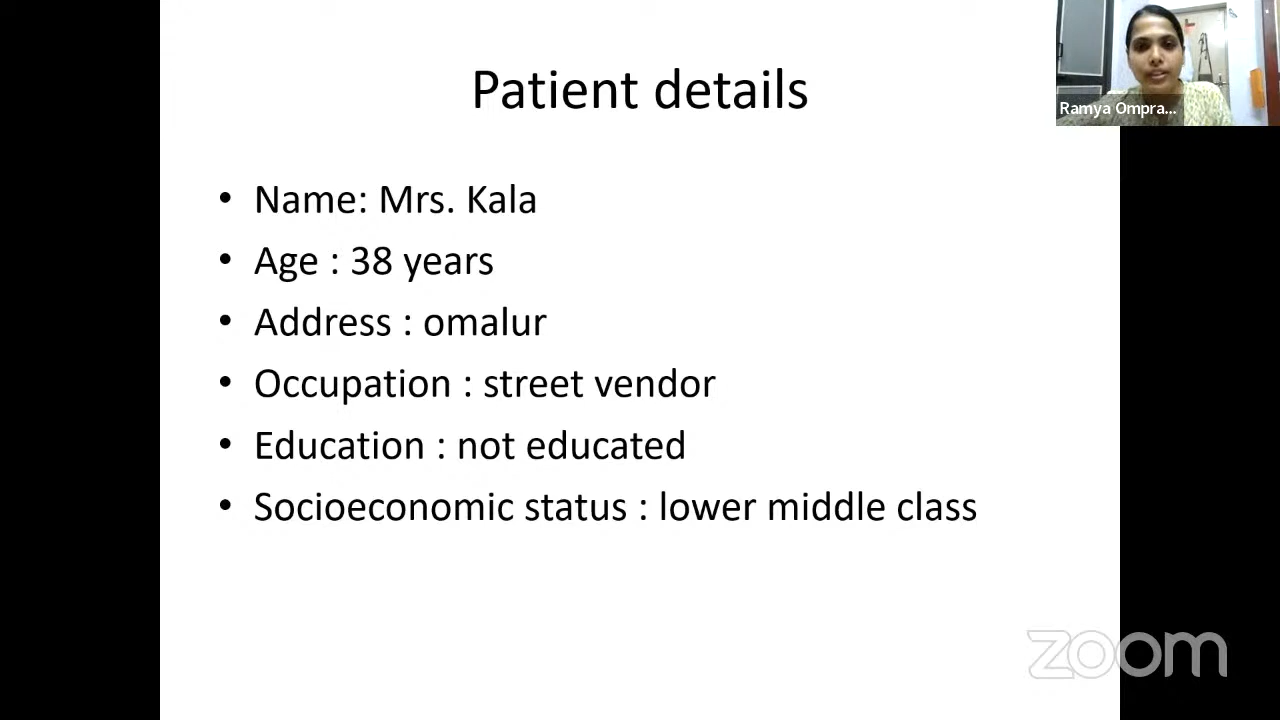 Patient details
Ramya Ompra...
• Name: Mrs. Kala
• Age : 38 years
• Address : omalur
• Occupation : street vendor
• Education : not educated
• Socioeconomic status : lower middle class
zoom